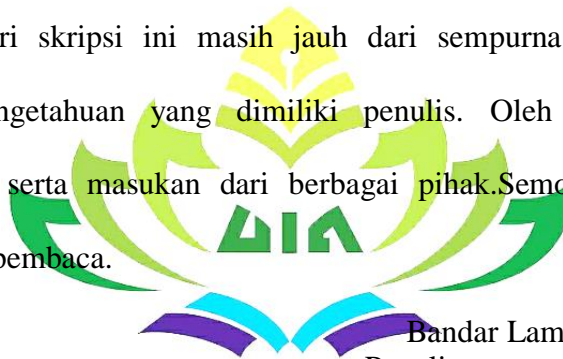 ri skripsi ini masih jauh dari sempurna
ngetahuan yang dimiliki penulis. Oleh
serta masukan dari berbagai pihak.Semo
pembaca.
UIN
Bandar Lam